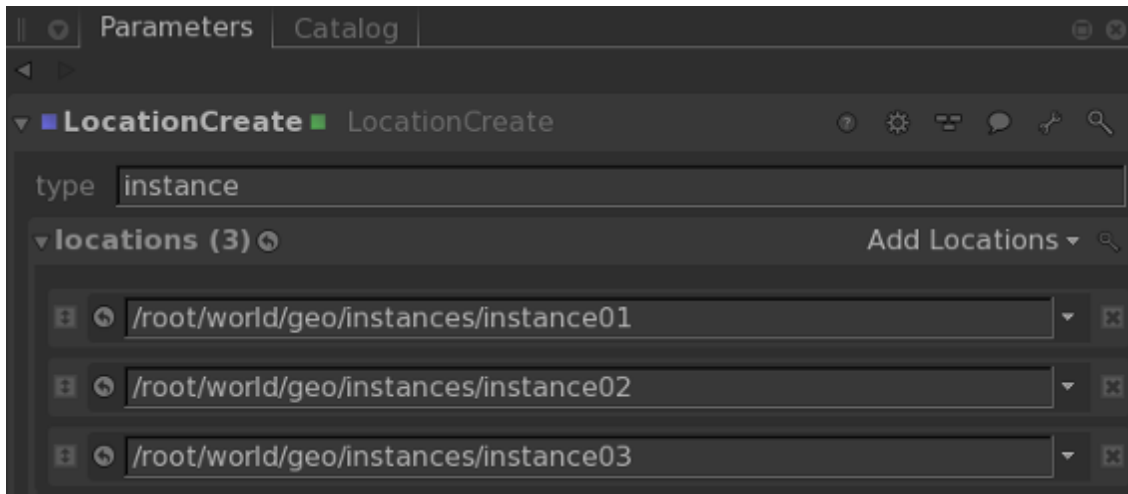 Parameters Catalog
LocationCreate LocationCreate
type instance
locations (3) Add Locations
/root/world/geo/instances/instance01
/root/world/geo/instances/instance02
/root/world/geo/instances/instance03